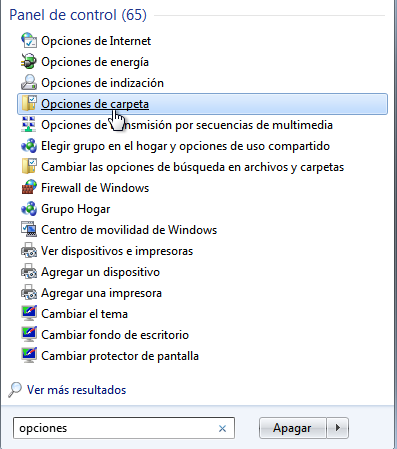 Panel de control (65)
Opciones de Internet
Opciones de energía
Opciones de indización
Opciones de carpeta
Opciones de transmisión por secuencias de multimedia
Elegir grupo en el hogar y opciones de uso compartido
Cambiar las opciones de búsqueda en archivos y carpetas
Firewall de Windows
Grupo Hogar
Centro de movilidad de Windows
Ver dispositivos e impresoras
Agregar un dispositivo
Agregar una impresora
Cambiar el tema
Cambiar fondo de escritorio
Cambiar protector de pantalla
Ver más resultados
opciones
Apagar